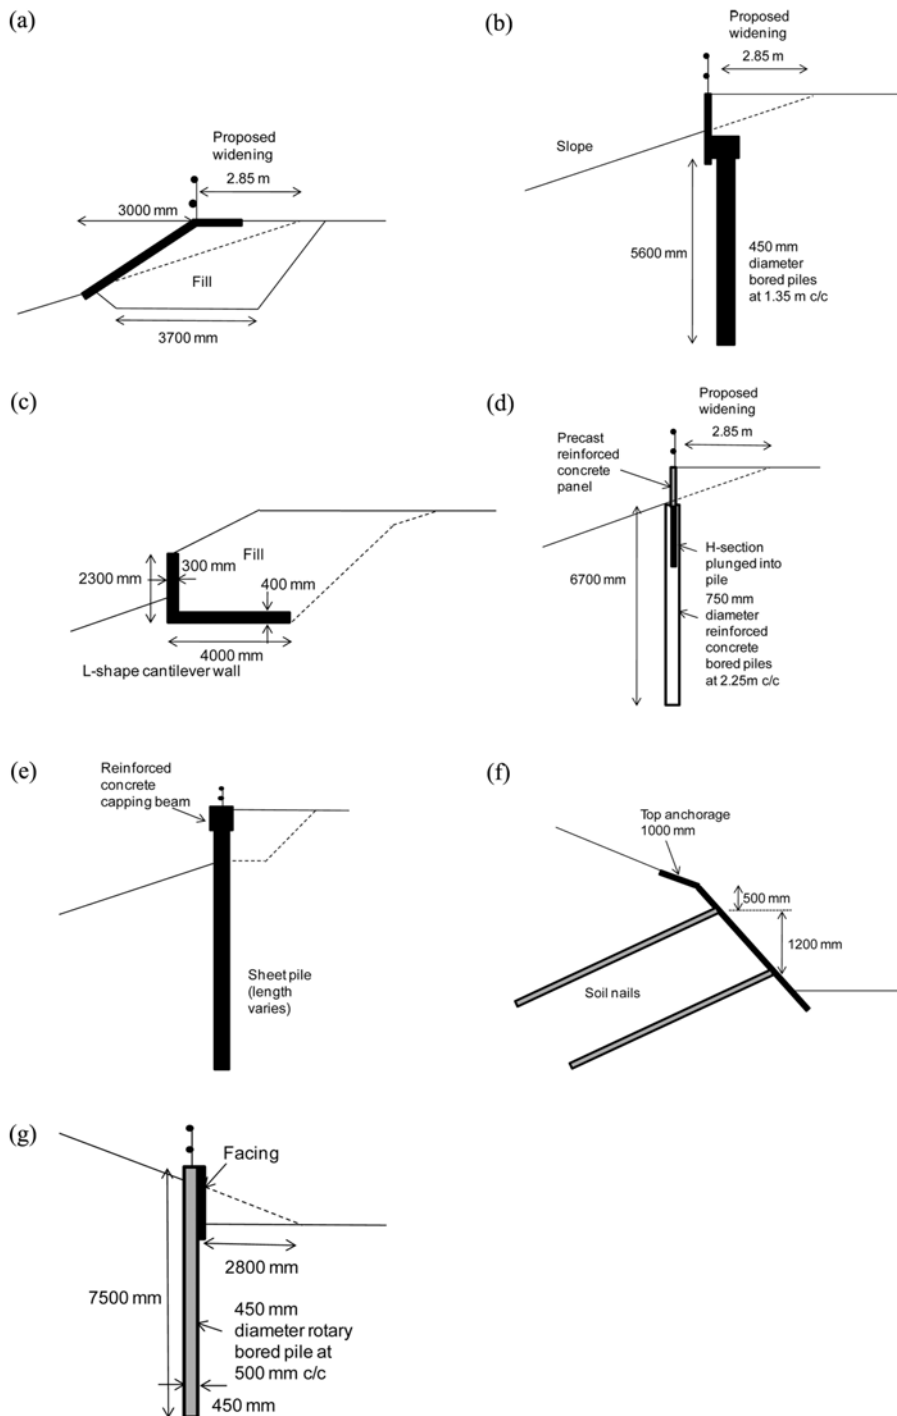 (a)
Proposed
widening
2.85 m
3000 mm
Fill
3700 mm
(b)
Proposed
widening
2.85 m
Slope
5600 mm
450 mm
diameter
bored piles
at 1.35 m c/c
(c)
Fill
2300 mm
300 mm
400 mm
4000 mm
L-shape cantilever wall
(d)
Proposed
widening
2.85 m
Precast
reinforced
concrete
panel
6700 mm
H-section
plunged into
pile
750 mm
diameter
reinforced
concrete
bored piles
at 2.25m c/c
(e)
Reinforced
concrete
capping beam
Sheet pile
(length
varies)
(f)
Top anchorage
1000 mm
500 mm
1200 mm
Soil nails
(g)
Facing
2800 mm
7500 mm
450 mm
diameter rotary
bored pile at
500 mm c/c
450 mm